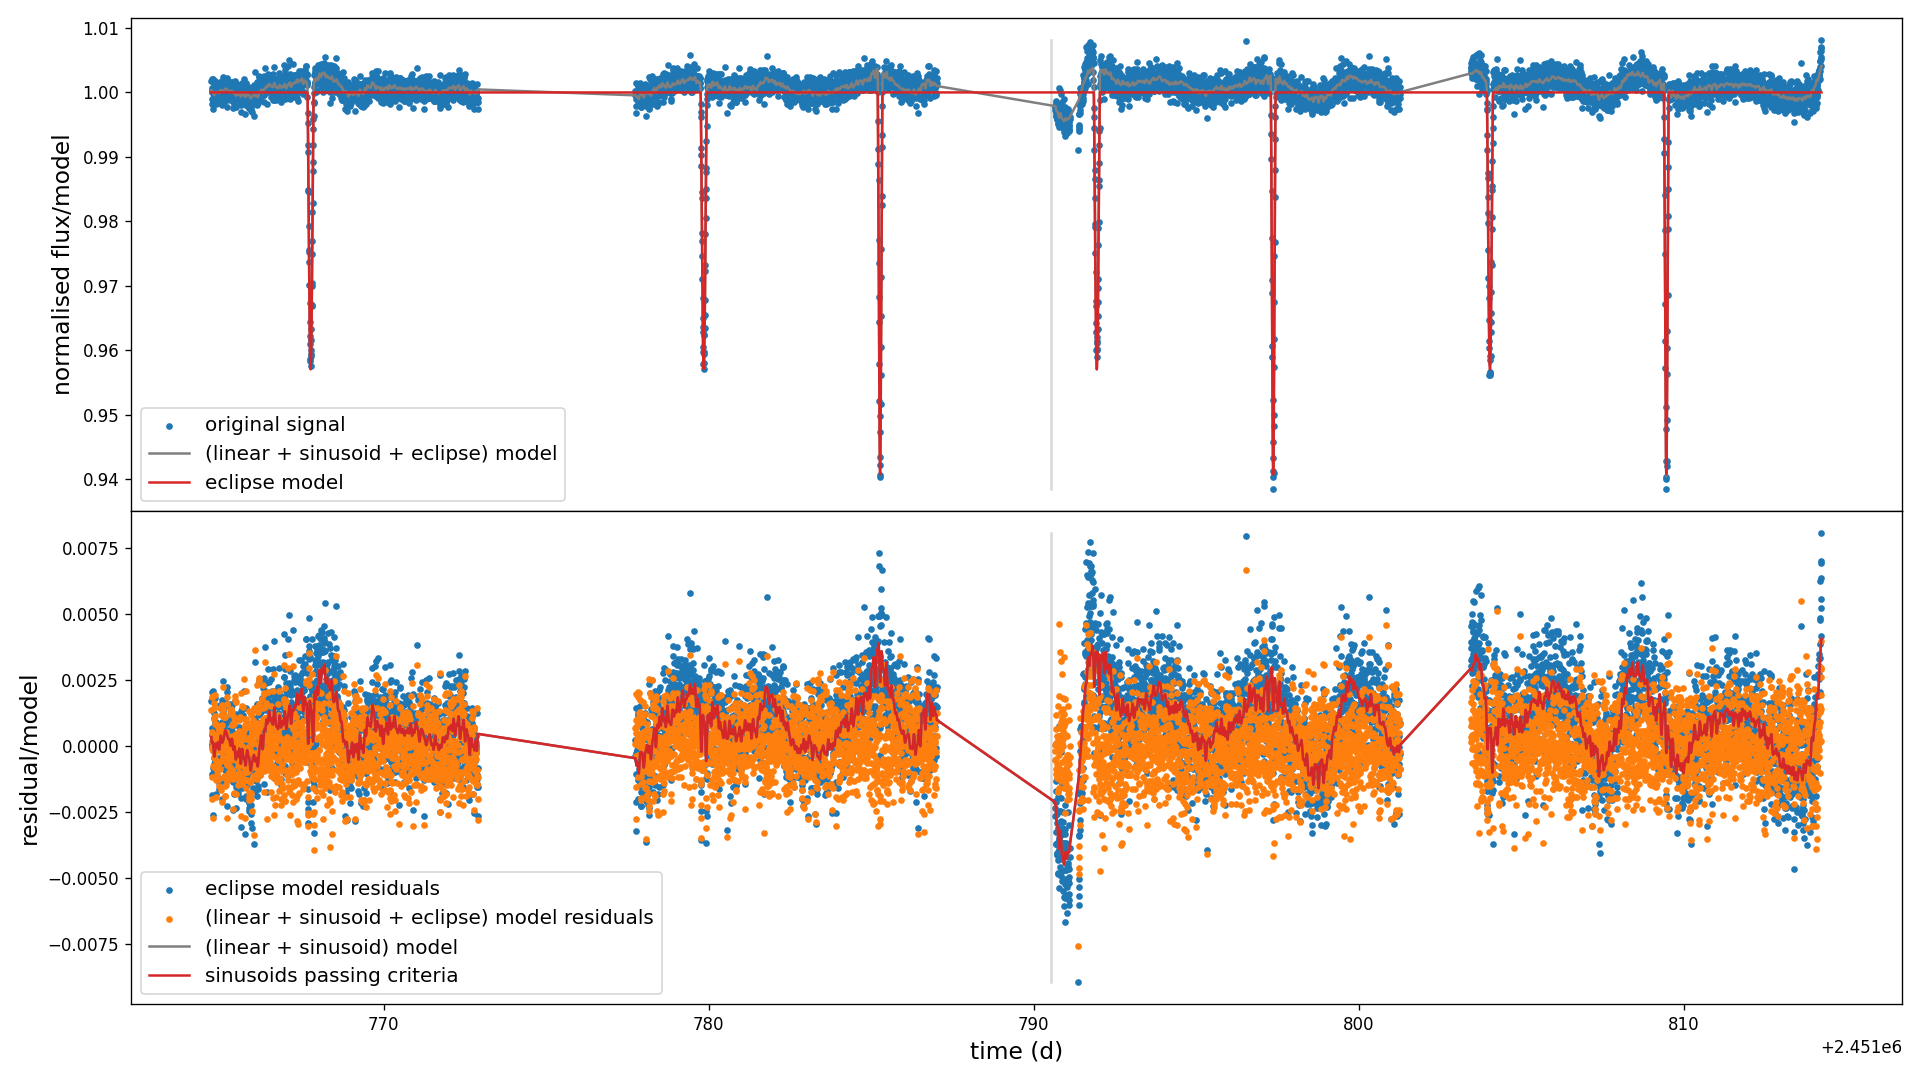 1.01
1.00
0.99
0.98
0.97
0.96
0.95
0.94
normalised flux/model
original signal
(linear + sinusoid + eclipse) model
eclipse model
0.0075
0.0050
0.0025
0.0000
−0.0025
−0.0050
−0.0075
residual/model
eclipse model residuals
(linear + sinusoid + eclipse) model residuals
(linear + sinusoid) model
sinusoids passing criteria
770 780 790 800 810
time (d)
+2.451e6